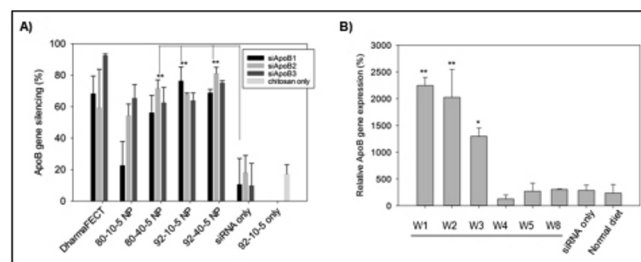 A)
ApoB gene silencing (%)
100
80
60
40
20
0
**
**
**
siApoB1
siApoB2
siApoB3
chitosan only
DharmaFECT
80-10-5 NP
80-40-5 NP
92-10-5 NP
92-40-5 NP
siRNA only
92-10-5 only
B)
Relative ApoB gene expression (%)
3000
2500
2000
1500
1000
500
0
**
**
*
W1
W2
W3
W4
W5
W8
siRNA only
Normal diet